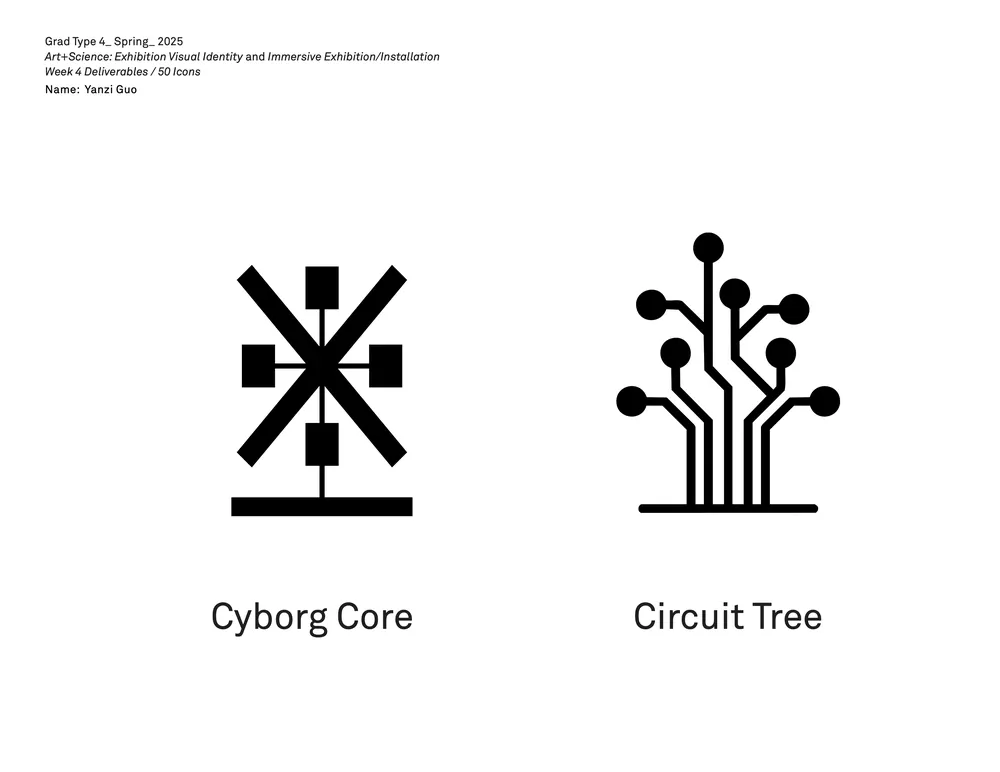 Grad Type 4_ Spring_ 2025
Art+Science: Exhibition Visual Identity and Immersive Exhibition/Installation
Week 4 Deliverables / 50 Icons
Name: Yanzi Guo
Cyborg Core
Circuit Tree